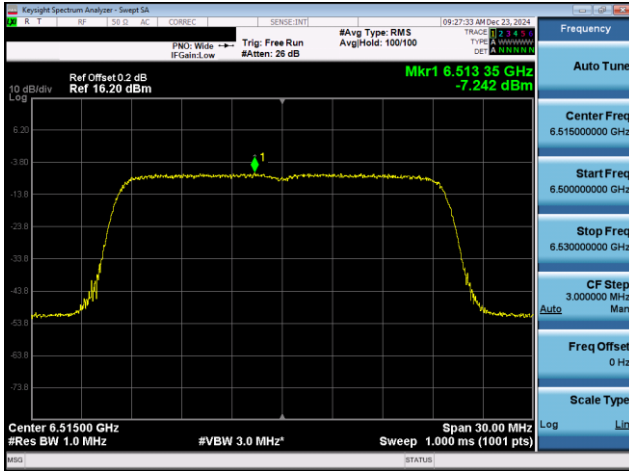 Keysight Spectrum Analyzer - Swept SA
R T RF 50 Ω AC CORREC SENSE:INT 09:27:33 AM Dec 23, 2024
PNO: Wide Trig: Free Run #Avg Type: RMS TRACE 1 2 3 4 5 6
IFGain:Low #Atten: 26 dB Avg|Hold: 100/100 TYPE A WWWWW
DET A N N N N N
Ref Offset 0.2 dB Mkr1 6.513 35 GHz
10 dB/div Ref 16.20 dBm -7.242 dBm
Log
6.20
1
-3.80
-13.8
-23.8
-33.8
-43.8
-53.8
-63.8
-73.8
Center 6.51500 GHz Span 30.00 MHz
#Res BW 1.0 MHz #VBW 3.0 MHz* Sweep 1.000 ms (1001 pts)
MSG STATUS
Frequency
Auto Tune
Center Freq
6.515000000 GHz
Start Freq
6.500000000 GHz
Stop Freq
6.530000000 GHz
CF Step
3.000000 MHz
Auto Man
Freq Offset
0 Hz
Scale Type
Log Lin